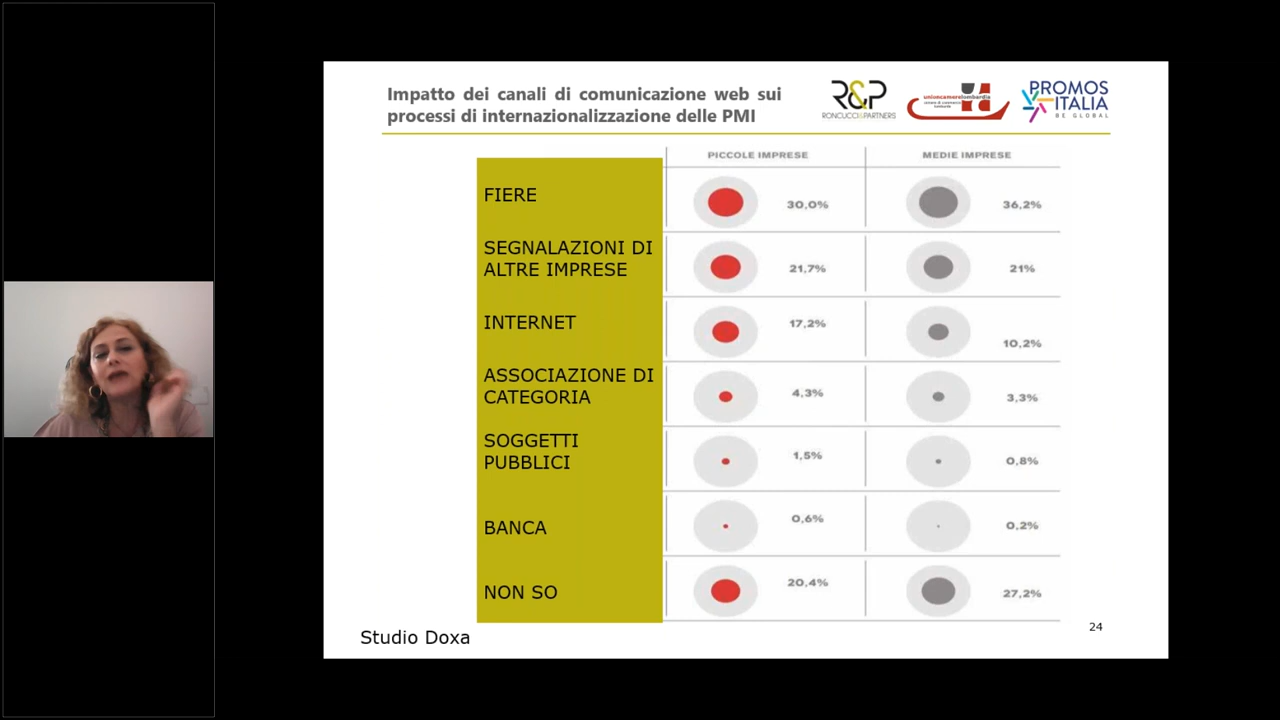 Impatto dei canali di comunicazione web sui
processi di internazionalizzazione delle PMI
R&P
RONCUCCI&PARTNERS
unioncamerelombardia
PROMOS
ITALIA
BE GLOBAL
PICCOLE IMPRESE
MEDIE IMPRESE
FIERE
30,0%
36,2%
SEGNALAZIONI DI
ALTRE IMPRESE
21,7%
21%
INTERNET
17,2%
10,2%
ASSOCIAZIONE DI
CATEGORIA
4,3%
3,3%
SOGGETTI
PUBBLICI
1,5%
0,8%
BANCA
0,6%
0,2%
NON SO
20,4%
27,2%
Studio Doxa
24